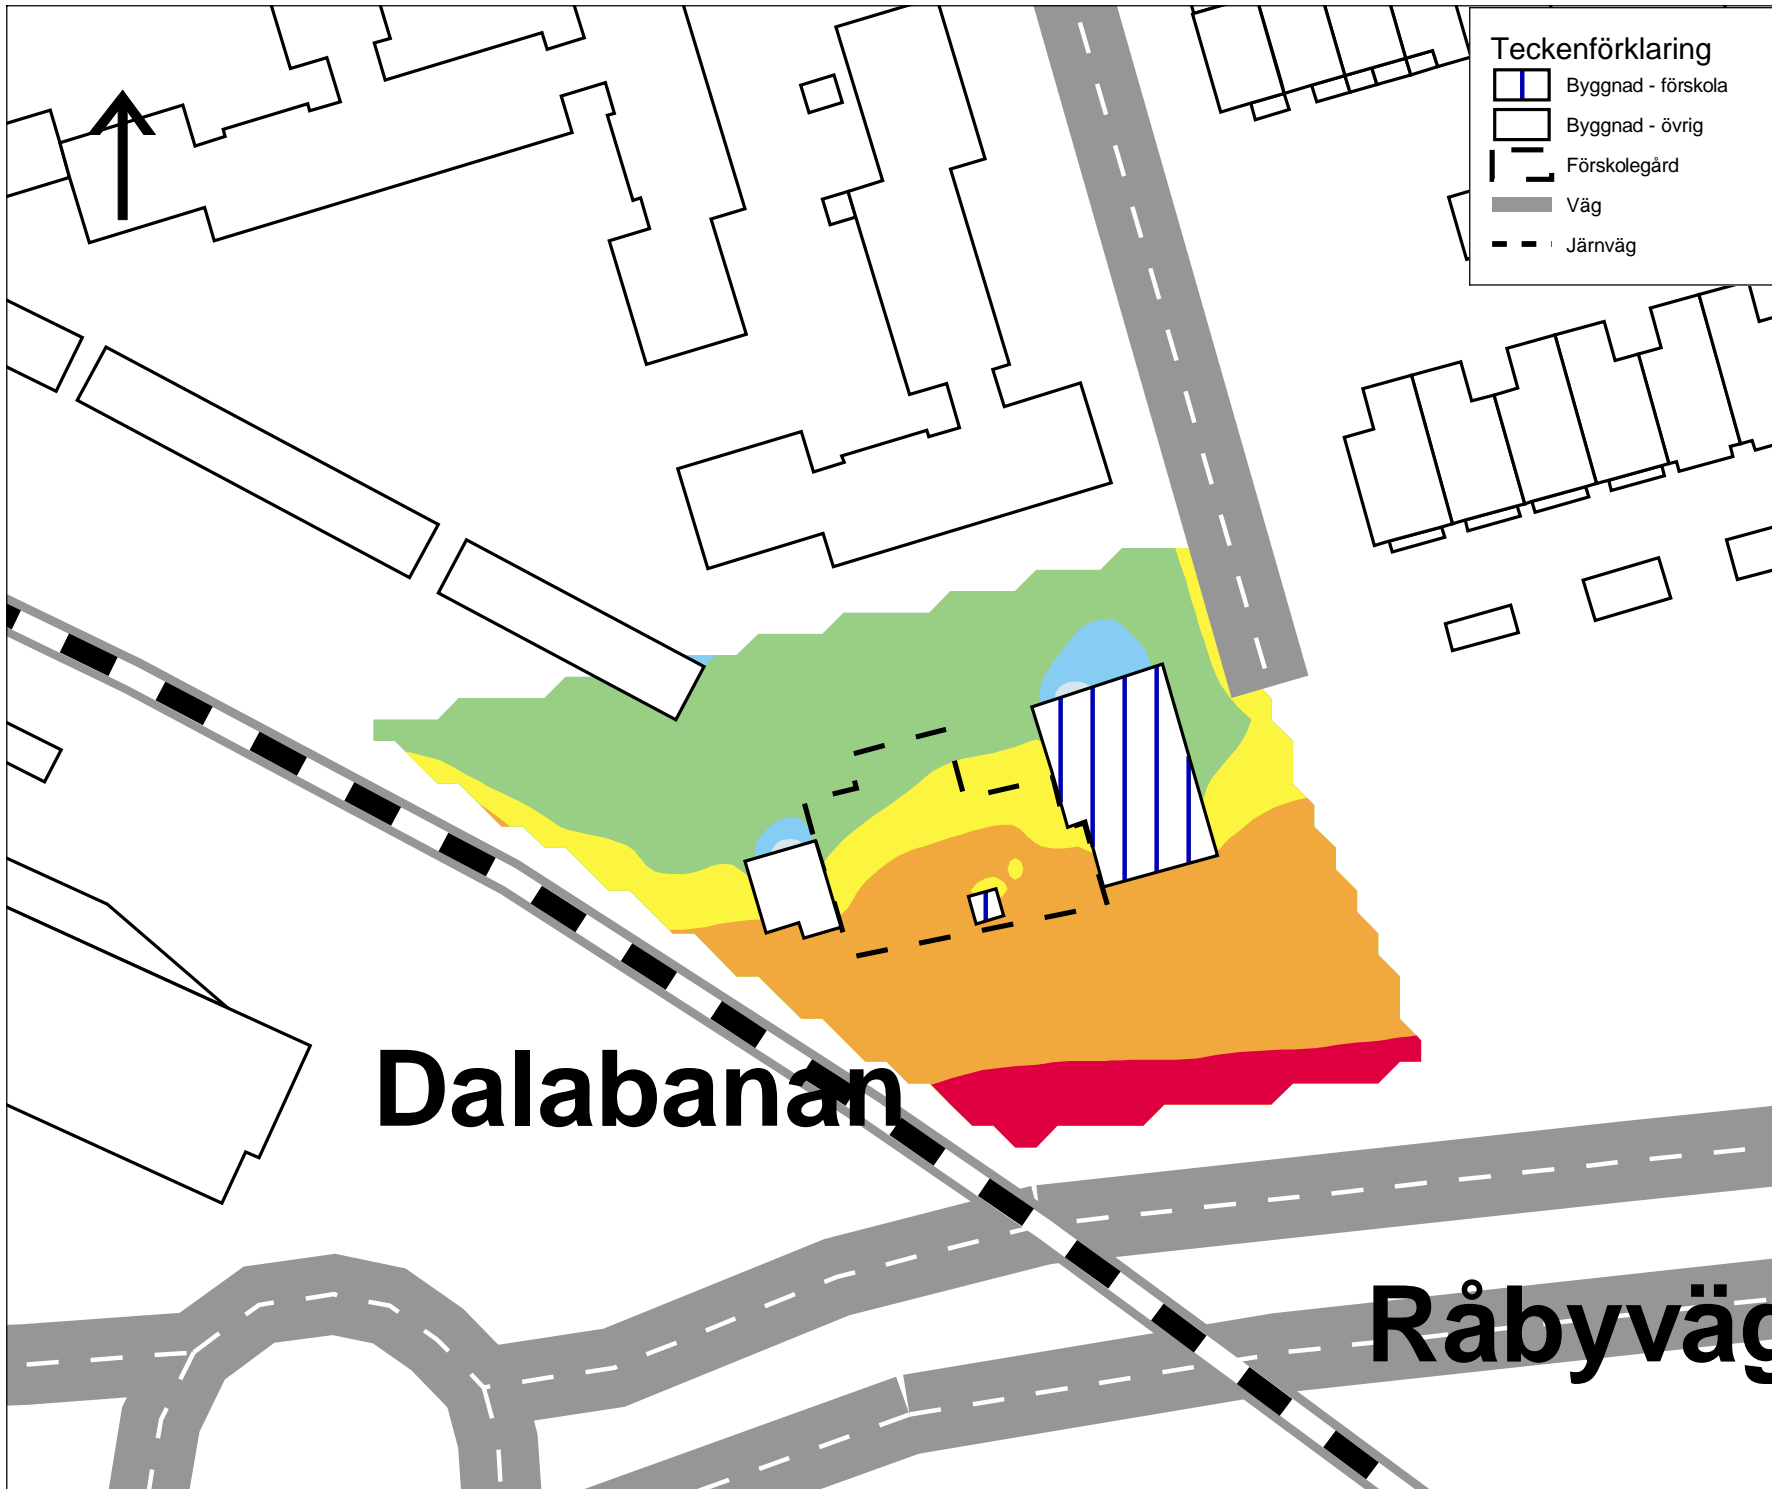 Teckenförklaring
Byggnad - förskola
Byggnad - övrig
Förskolegård
Väg
Järnväg
Dalabanan
Råbyväg